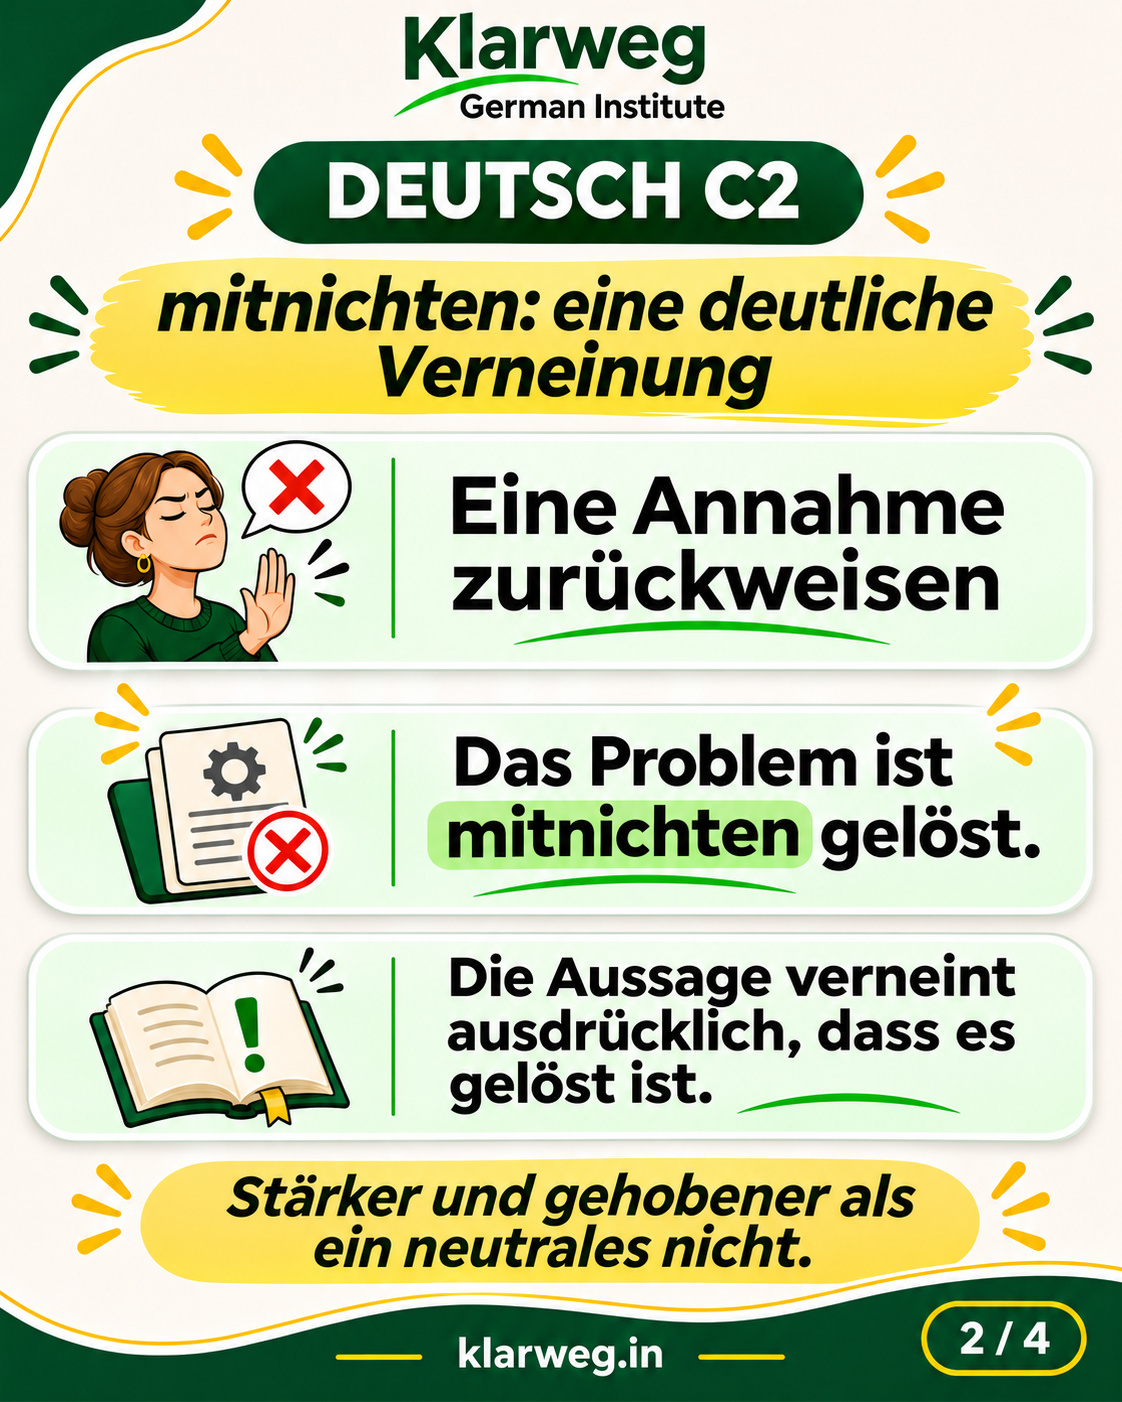 Klarweg
German Institute
DEUTSCH C2
mitnichten: eine deutliche
Verneinung
Eine Annahme
zurückweisen
Das Problem ist
mitnichten gelöst.
Die Aussage verneint
ausdrücklich, dass es
gelöst ist.
Stärker und gehobener als
ein neutrales nicht.
klarweg.in
2 / 4